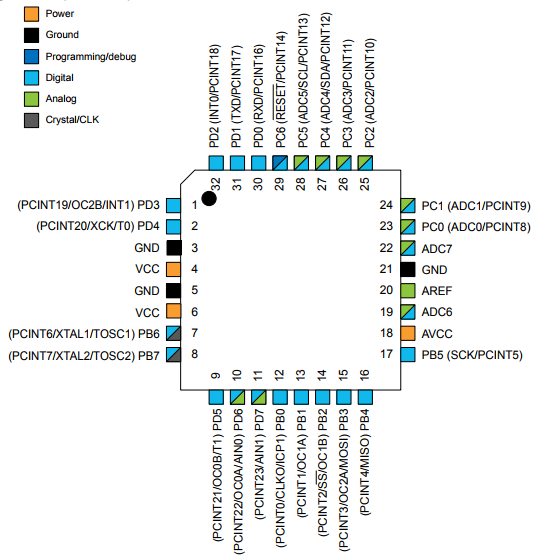 Power
Ground
Programming/debug
Digital
Analog
Crystal/CLK
PD2 (INT0/PCINT18)
PD1 (TXD/PCINT17)
PD0 (RXD/PCINT16)
PC6 (RESET/PCINT14)
PC5 (ADC5/SCL/PCINT13)
PC4 (ADC4/SDA/PCINT12)
PC3 (ADC3/PCINT11)
PC2 (ADC2/PCINT10)
32
31
30
29
28
27
26
25
(PCINT19/OC2B/INT1) PD3
1
(PCINT20/XCK/T0) PD4
2
GND
3
VCC
4
GND
5
VCC
6
(PCINT6/XTAL1/TOSC1) PB6
7
(PCINT7/XTAL2/TOSC2) PB7
8
24
PC1 (ADC1/PCINT9)
23
PC0 (ADC0/PCINT8)
22
ADC7
21
GND
20
AREF
19
ADC6
18
AVCC
17
PB5 (SCK/PCINT5)
9
10
11
12
13
14
15
16
(PCINT21/OC0B/T1) PD5
(PCINT22/OC0A/AIN0) PD6
(PCINT23/AIN1) PD7
(PCINT0/CLKO/ICP1) PB0
(PCINT1/OC1A) PB1
(PCINT2/SS/OC1B) PB2
(PCINT3/OC2A/MOSI) PB3
(PCINT4/MISO) PB4